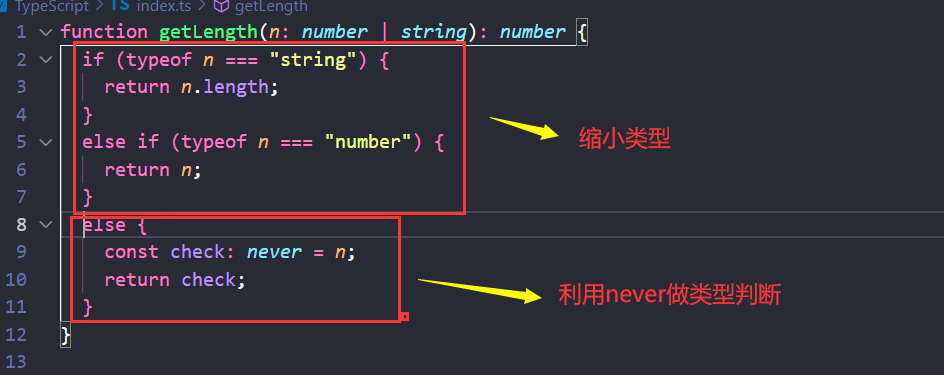 TypeScript > TS index.ts > getLength
1 function getLength(n: number | string): number {
2 if (typeof n === "string") {
3 return n.length;
4 }
5 else if (typeof n === "number") {
缩小类型
6 return n;
7 }
8 else {
9 const check: never = n;
10 return check;
利用never做类型判断
11 }
12 }
13